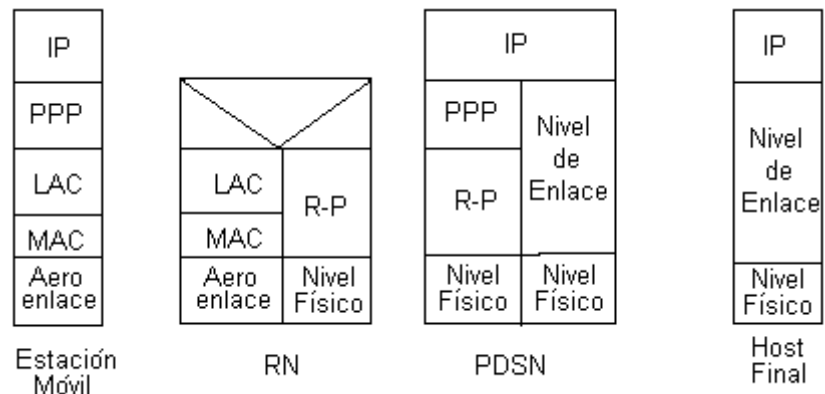 IP
PPP
LAC
MAC
Aero
enlace
Estación
Móvil
LAC
MAC
Aero
enlace
R-P
Nivel
Físico
RN
IP
PPP
R-P
Nivel
Físico
Nivel
de
Enlace
Nivel
Físico
PDSN
IP
Nivel
de
Enlace
Nivel
Físico
Host
Final